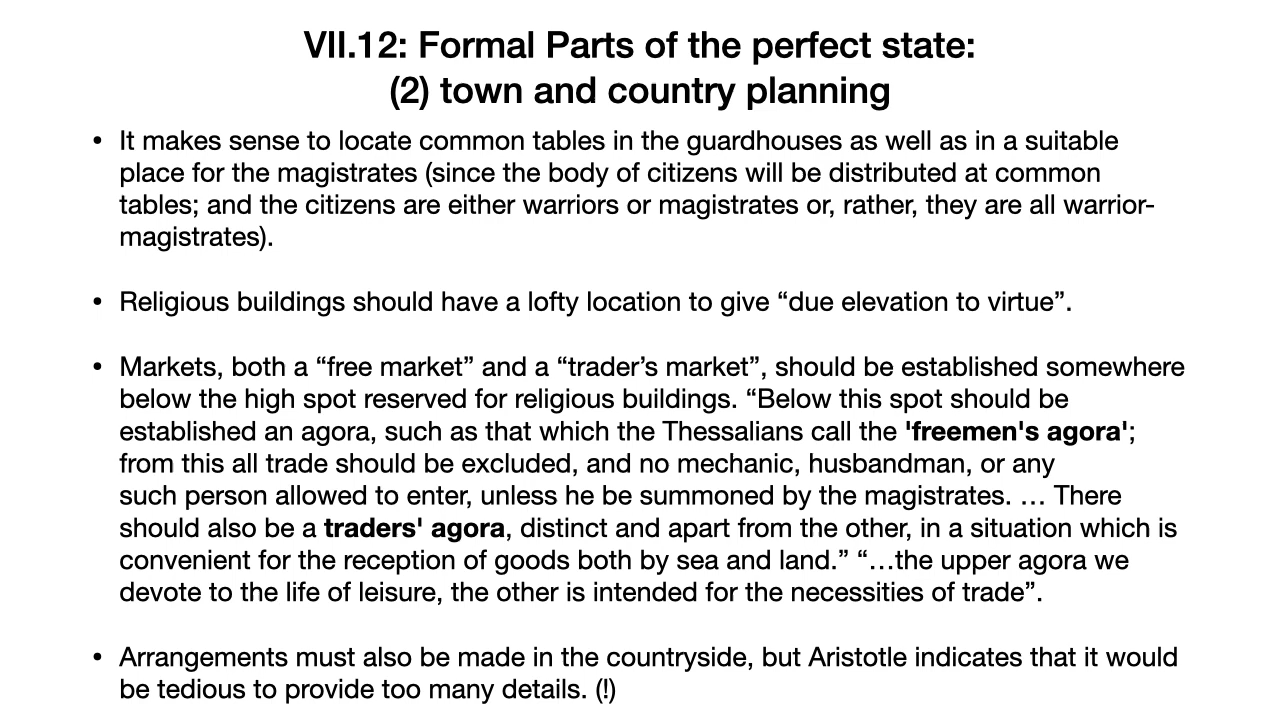 VII.12: Formal Parts of the perfect state:
(2) town and country planning
• It makes sense to locate common tables in the guardhouses as well as in a suitable
place for the magistrates (since the body of citizens will be distributed at common
tables; and the citizens are either warriors or magistrates or, rather, they are all warrior-
magistrates).
• Religious buildings should have a lofty location to give “due elevation to virtue”.
• Markets, both a “free market” and a “trader’s market”, should be established somewhere
below the high spot reserved for religious buildings. “Below this spot should be
established an agora, such as that which the Thessalians call the 'freemen's agora';
from this all trade should be excluded, and no mechanic, husbandman, or any
such person allowed to enter, unless he be summoned by the magistrates. … There
should also be a traders' agora, distinct and apart from the other, in a situation which is
convenient for the reception of goods both by sea and land.” “…the upper agora we
devote to the life of leisure, the other is intended for the necessities of trade”.
• Arrangements must also be made in the countryside, but Aristotle indicates that it would
be tedious to provide too many details. (!)